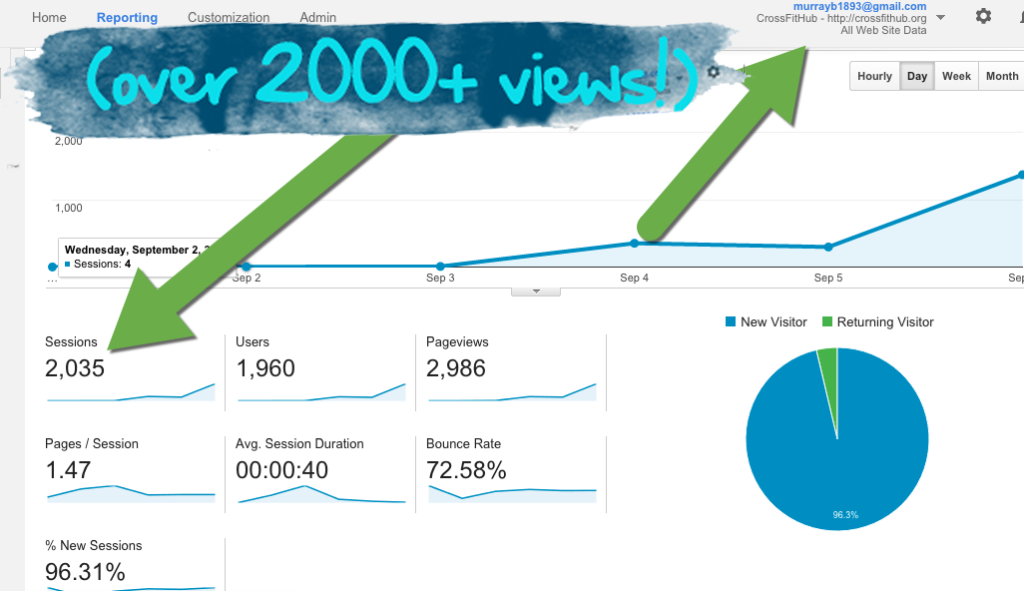 Home Reporting Customization Admin
murrayb1893@gmail.com
CrossFitHub - http://crossfithub.org
All Web Site Data
(over 2000+ views!)
Hourly Day Week Month
2,000
1,000
Wednesday, September 2,
Sessions: 4
... Sep 2 Sep 3 Sep 4 Sep 5
New Visitor Returning Visitor
Sessions Users Pageviews
2,035 1,960 2,986
Pages / Session Avg. Session Duration Bounce Rate
1.47 00:00:40 72.58%
96.3%
% New Sessions
96.31%